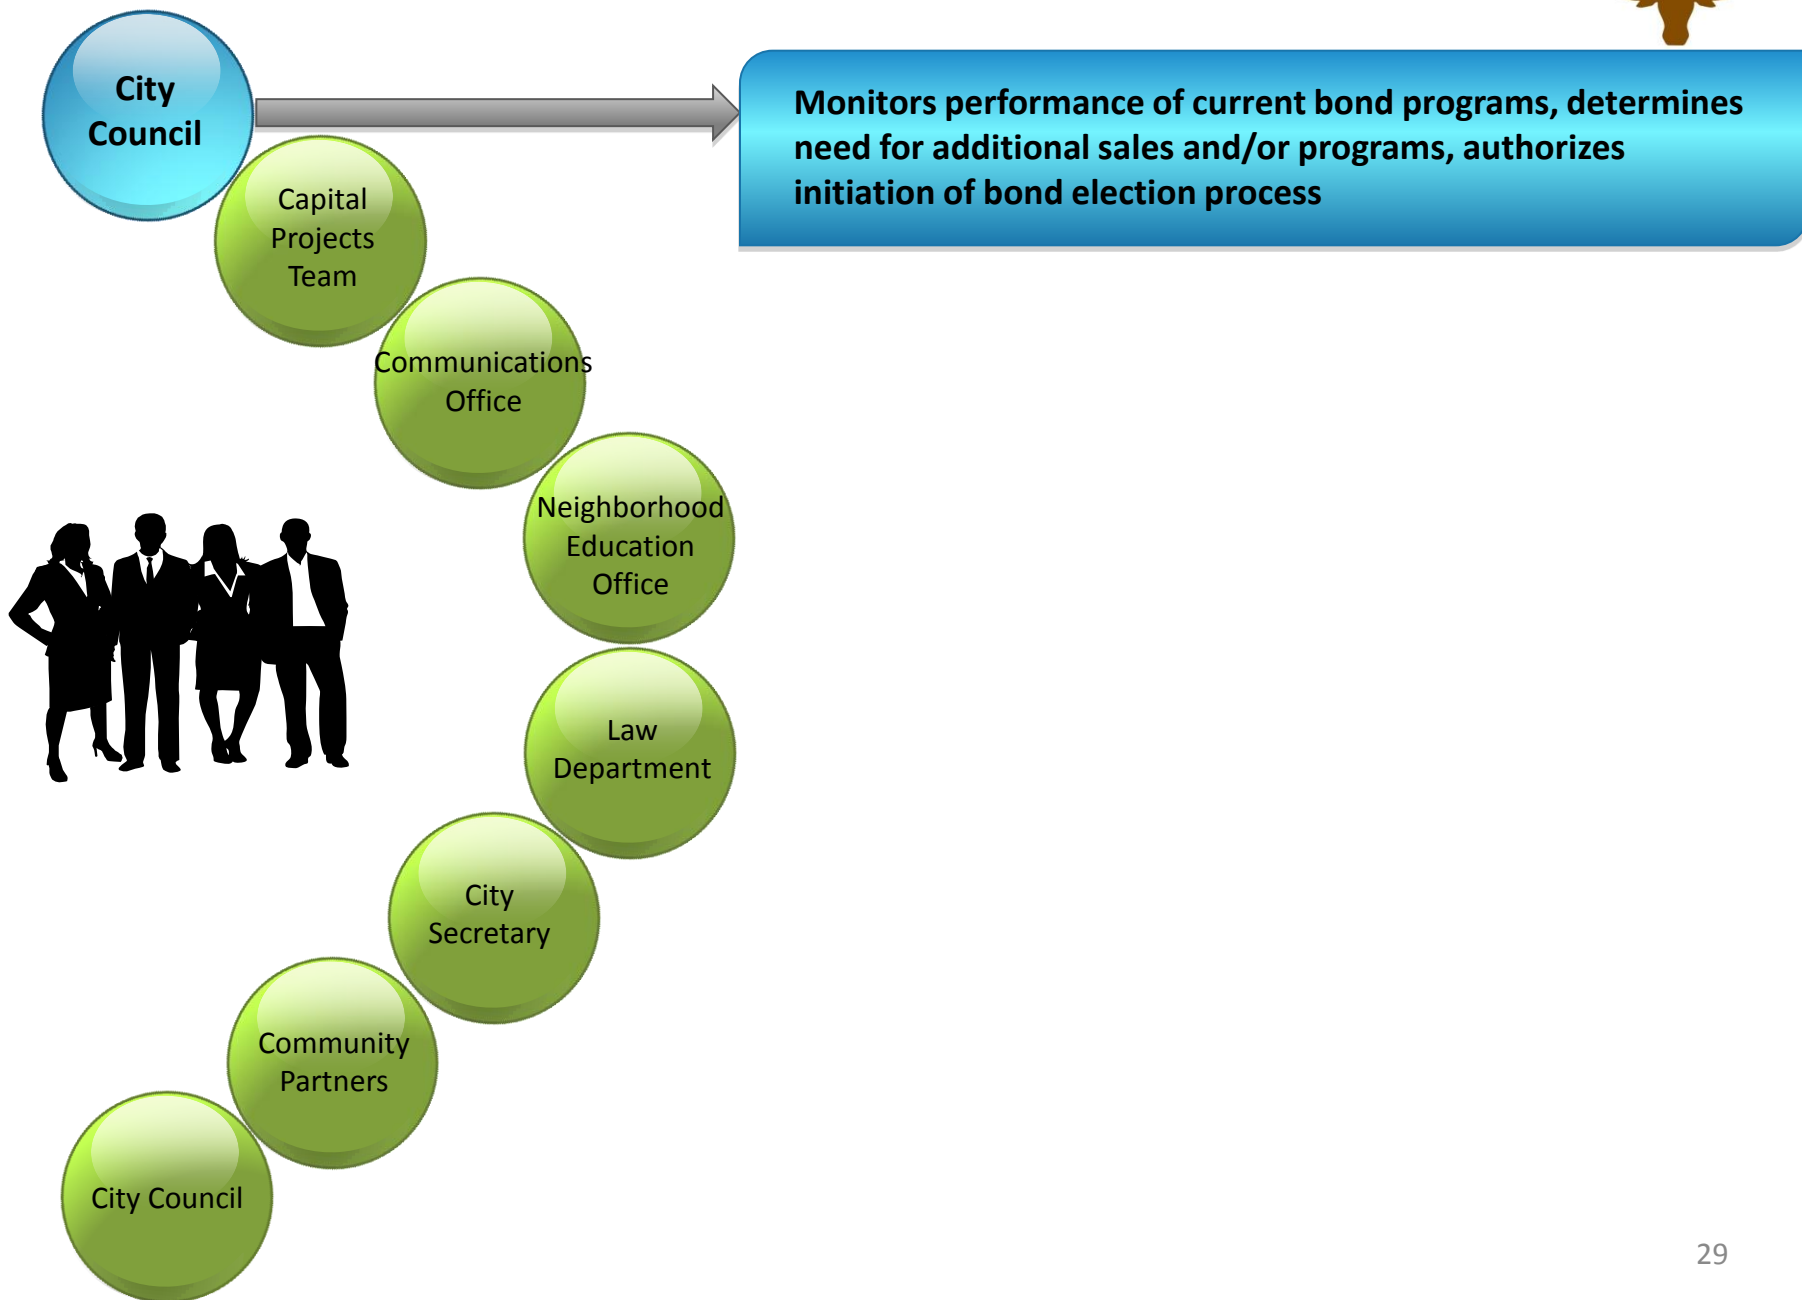 City
Council
Monitors performance of current bond programs, determines
need for additional sales and/or programs, authorizes
initiation of bond election process
Capital
Projects
Team
Communications
Office
Neighborhood
Education
Office
Law
Department
City
Secretary
Community
Partners
City Council
29